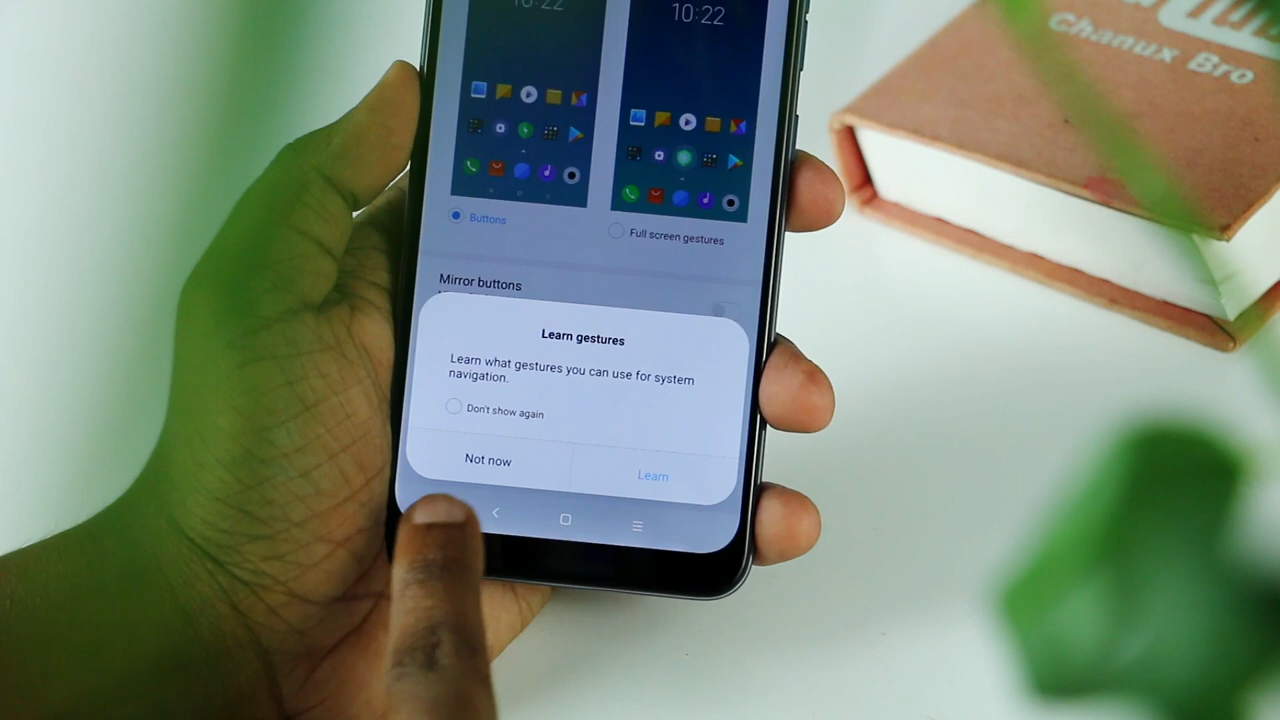 10:22
10:22
Chanux Bro
Buttons
Full screen gestures
Mirror buttons
Learn gestures
Learn what gestures you can use for system
navigation.
Don't show again
Not now
Learn